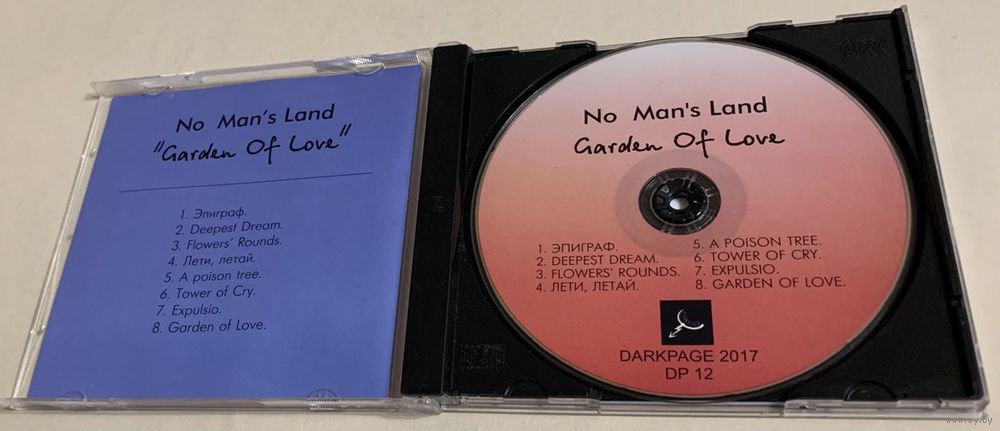 No Man's Land
"Garden Of Love"
1. Эпиграф.
2. Deepest Dream.
3. Flowers' Rounds.
4. Лети, летай.
5. A poison tree.
6. Tower of Cry.
7. Expulsio.
8. Garden of Love.
No Man's Land
Garden Of Love
1. ЭПИГРАФ.
2. DEEPEST DREAM.
3. FLOWERS' ROUNDS.
4. ЛЕТИ, ЛЕТАЙ.
5. A POISON TREE.
6. TOWER OF CRY.
7. EXPULSIO.
8. GARDEN OF LOVE.
DARKPAGE 2017
DP 12